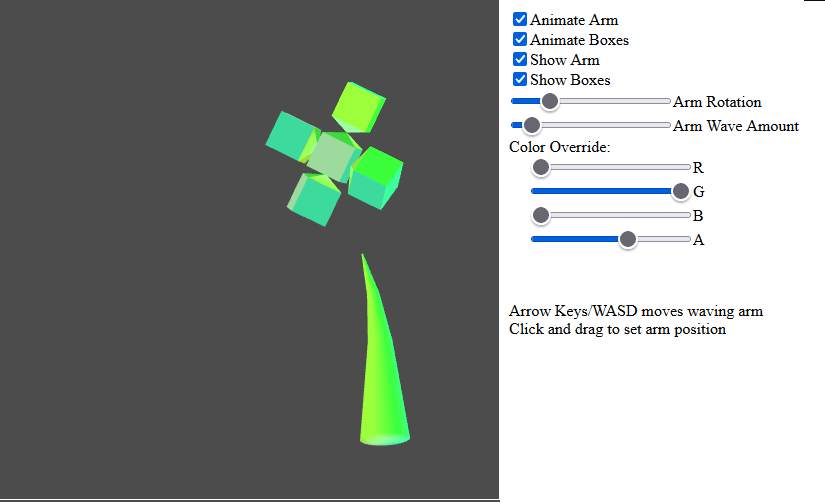 Animate Arm
Animate Boxes
Show Arm
Show Boxes
Arm Rotation
Arm Wave Amount
Color Override:
R
G
B
A
Arrow Keys/WASD moves waving arm
Click and drag to set arm position